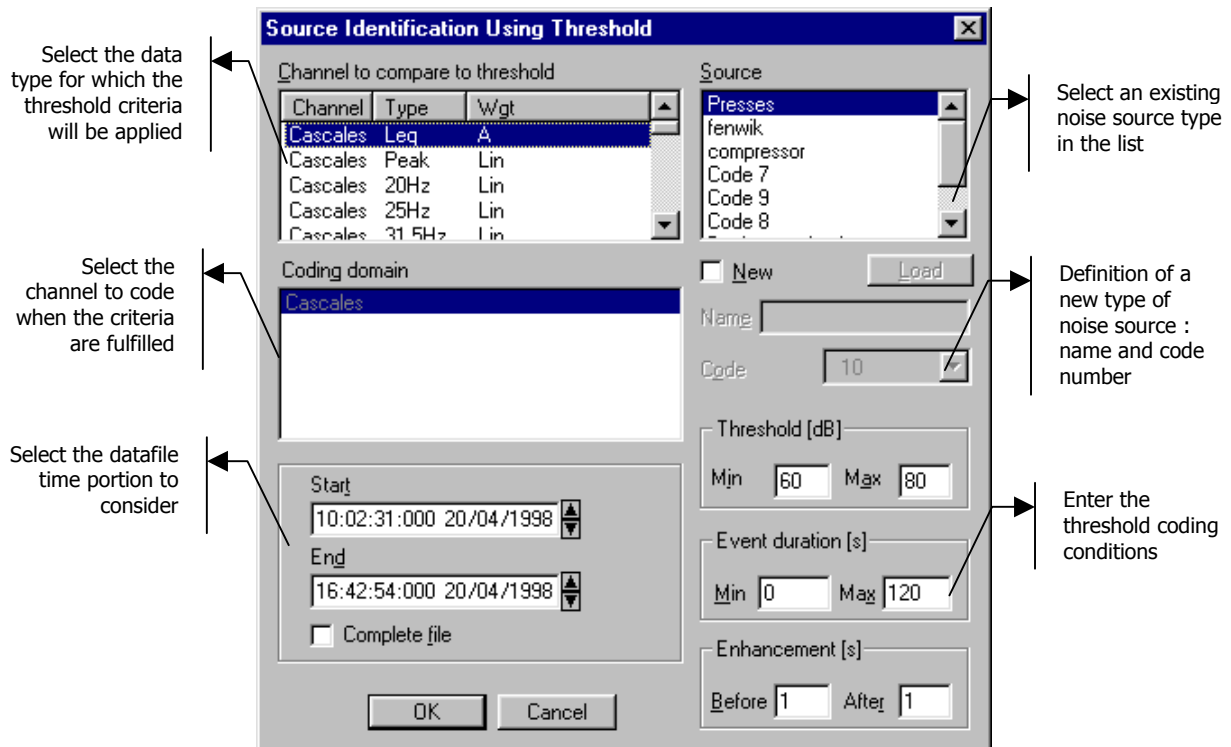 Source Identification Using Threshold
Select the data
type for which the
threshold criteria
will be applied
Channel to compare to threshold
Channel Type Wgt
Cascales Leq A
Cascales Peak Lin
Cascales 20Hz Lin
Cascales 25Hz Lin
Cascales 31.5Hz Lin
Source
Presses
fenwik
compressor
Code 7
Code 9
Code 8
Select an existing
noise source type
in the list
Select the
channel to code
when the criteria
are fulfilled
Coding domain
Cascales
New
Load
Name
Code 10
Definition of a
new type of
noise source :
name and code
number
Select the datafile
time portion to
consider
Start
10:02:31:000 20/04/1998
End
16:42:54:000 20/04/1998
Complete file
Threshold [dB]
Min 60 Max 80
Event duration [s]
Min 0 Max 120
Enhancement [s]
Before 1 After 1
Enter the
threshold coding
conditions
OK
Cancel